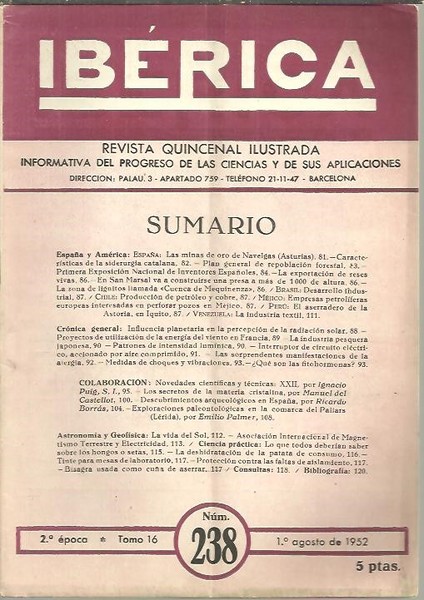 IBÉRICA
REVISTA QUINCENAL ILUSTRADA
INFORMATIVA DEL PROGRESO DE LAS CIENCIAS Y DE SUS APLICACIONES
DIRECCION: PALAU, 3 - APARTADO 759 - TELÉFONO 21-11-47 - BARCELONA
SUMARIO
España y América: ESPAÑA: Las minas de oro de Navelgas (Asturias). 81.—Caracte-
rísticas de la siderurgia catalana, 82. — Plan general de repoblación forestal, 83.—
Primera Exposición Nacional de Inventores Españoles, 84.—La exportación de reses
vivas, 86.— En San Marsal va a construirse una presa a más de 1000 de altura, 86.—
La zona de lignitos llamada «Cuenca de Mequinenza», 86. / BRASIL: Desarrollo indus-
trial, 87. / CHILE: Producción de petróleo y cobre, 87. / MÉJICO: Empresas petrolíferas
europeas interesadas en perforar pozos en Méjico, 87. / PERÚ: El aserradero de la
Astoria, en Iquito, 87. / VENEZUELA: La Industria textil, 111.
Crónica general: Influencia planetaria en la percepción de la radiación solar, 88 —
Proyectos de utilización de la energía del viento en Francia, 89 —La industria pesquera
japonesa, 90 — Patrones de intensidad lumínica, 90 — Interruptor de circuito eléctri-
co, accionado por aire comprimido, 91. — Las sorprendentes manifestaciones de la
alergia, 92.—Medidas de choques y vibraciones, 93.—¿Qué son las fitohormonas? 93.
COLABORACIÓN: Novedades científicas y técnicas: XXII, por Ignacio
Puig, S. I., 95. — Los secretos de la materia cristalina, por Manuel del
Castellot, 100. — Descubrimientos arqueológicos en España, por Ricardo
Borrás, 104.—Exploraciones paleontológicas en la comarca del Pallars
(Lérida), por Emilio Palmer, 108.
Astronomía y Geofísica: La vida del Sol, 112. — Asociación Internacional de Magne-
tismo Terrestre y Electricidad, 113. / Ciencia práctica: Lo que todos deberían saber
sobre los hongos o setas, 115. — La deshidratación de la patata de consumo, 116.—
Tinte para mesas de laboratorio, 117.—Protección contra las faltas de aislamiento, 117.
— Bisagra usada como cuña de aserrar, 117 / Consultas: 118. / Bibliografía: 120.
Núm.
2.ª época * Tomo 16
238
1.º agosto de 1952
5 ptas.